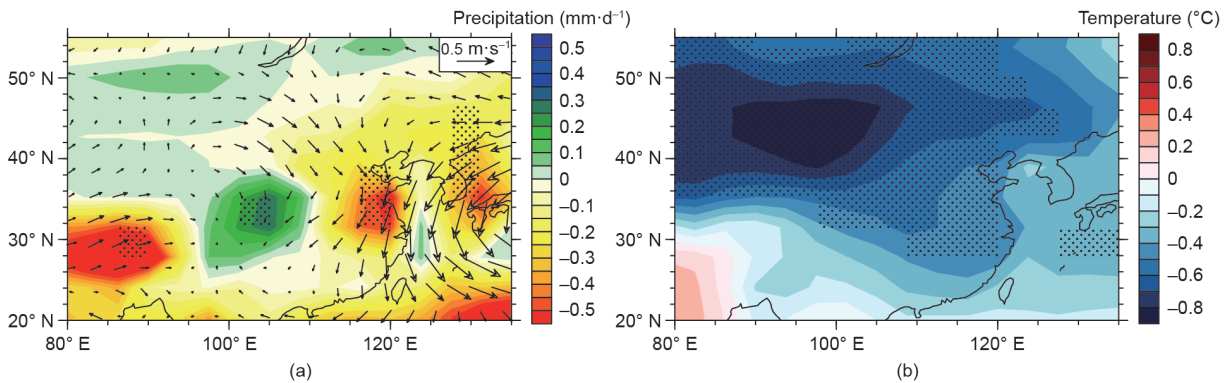 Precipitation (mm·d⁻¹)
0.5 m·s⁻¹
50° N
40° N
30° N
20° N
80° E
100° E
120° E
0.5
0.4
0.3
0.2
0.1
0
–0.1
–0.2
–0.3
–0.4
–0.5
(a)
Temperature (°C)
50° N
40° N
30° N
20° N
80° E
100° E
120° E
0.8
0.6
0.4
0.2
0
–0.2
–0.4
–0.6
–0.8
(b)